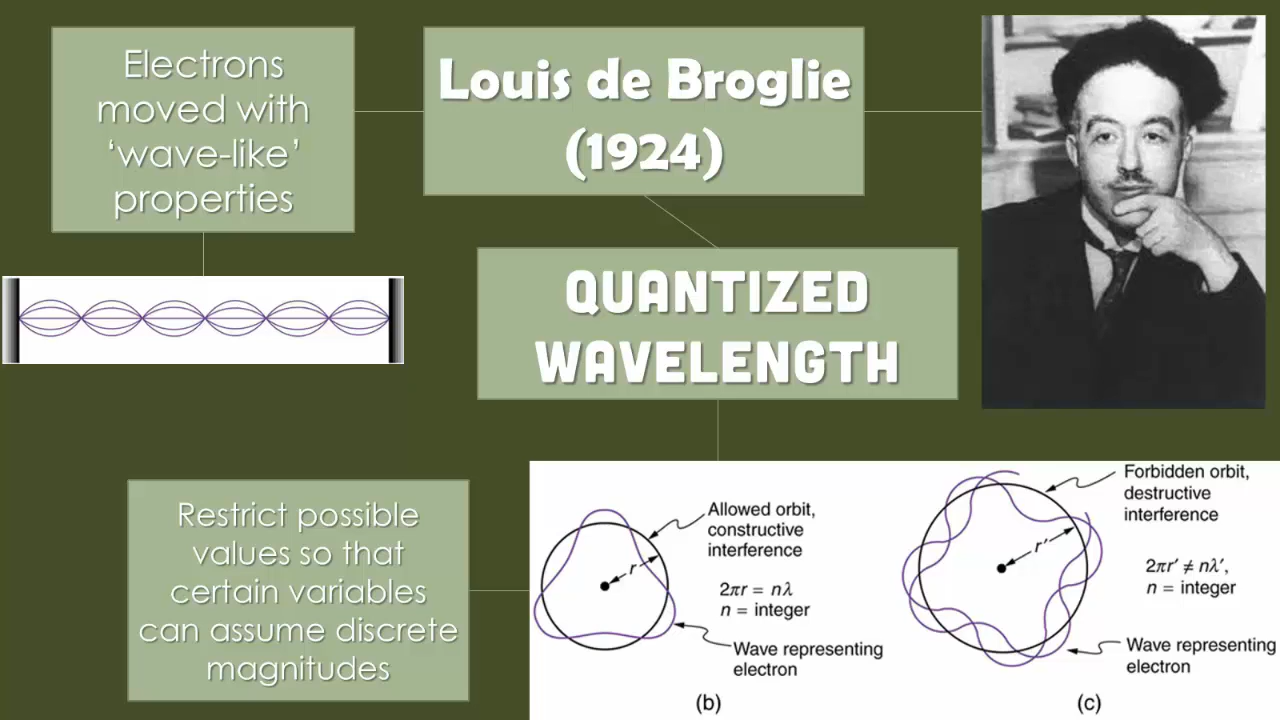 Electrons
moved with
‘wave-like’
properties
Louis de Broglie
(1924)
QUANTIZED
WAVELENGTH
Restrict possible
values so that
certain variables
can assume discrete
magnitudes
Allowed orbit,
constructive
interference
r
2πr = nλ
n = integer
Wave representing
electron
(b)
Forbidden orbit,
destructive
interference
r′
2πr′ ≠ nλ′,
n = integer
Wave representing
electron
(c)